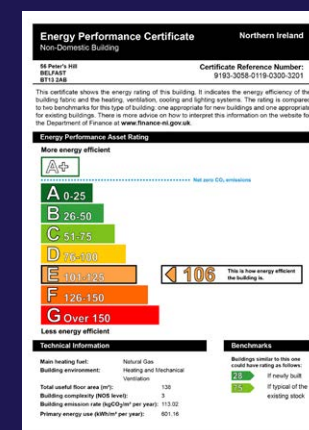 Energy Performance Certificate
Northern Ireland
Non-Domestic Building
56 Peter's Hill
BELFAST
BT13 2AB
Certificate Reference Number:
9193-3058-0119-0300-3201
This certificate shows the energy rating of this building. It indicates the energy efficiency of the
building fabric and the heating, ventilation, cooling and lighting systems. The rating is compared
to two benchmarks for this type of building: one appropriate for new buildings and one appropriate
for existing buildings. There is more advice on how to interpret this information on the website for
the Department of Finance at www.finance-ni.gov.uk.
Energy Performance Asset Rating
More energy efficient
A+
Net zero CO₂ emissions
A 0-25
B 26-50
C 51-75
D 76-100
E 101-125
106
This is how energy efficient
the building is.
F 126-150
G Over 150
Less energy efficient
Technical Information
Main heating fuel: Natural Gas
Building environment: Heating and Mechanical
Ventilation
Total useful floor area (m²): 138
Building complexity (NOS level): 3
Building emission rate (kgCO₂/m² per year): 113.02
Primary energy use (kWh/m² per year): 601.16
Benchmarks
Buildings similar to this one
could have rating as follows:
If newly built
If typical of the
existing stock